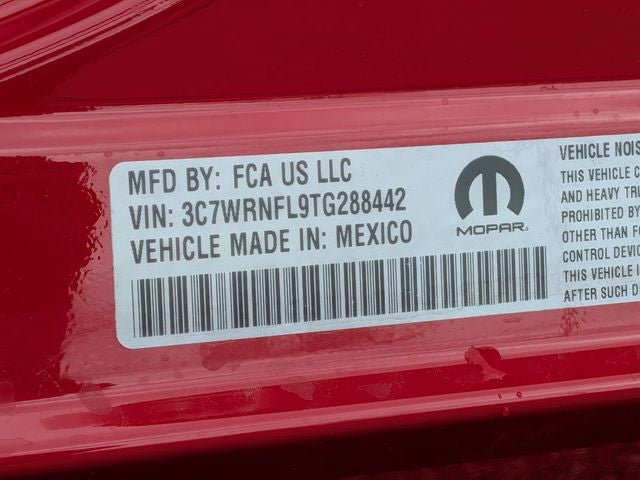 MFD BY: FCA US LLC
VIN: 3C7WRNFL9TG288442
VEHICLE MADE IN: MEXICO
MOPAR
VEHICLE NOIS
THIS VEHICLE C
AND HEAVY TRU
PROHIBITED BY
OTHER THAN FO
CONTROL DEVIC
THIS VEHICLE I
AFTER SUCH D